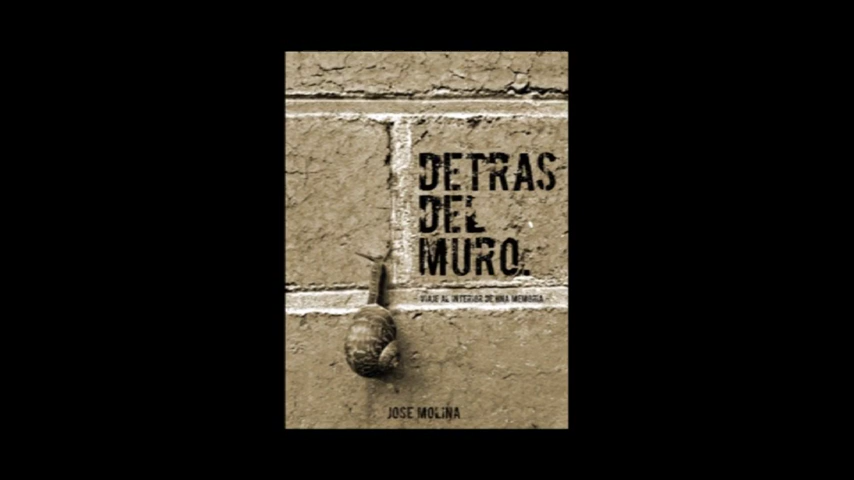 DETRAS
DEL
MURO.
VIAJE AL INTERIOR DE UNA MEMORIA
JOSE MOLINA